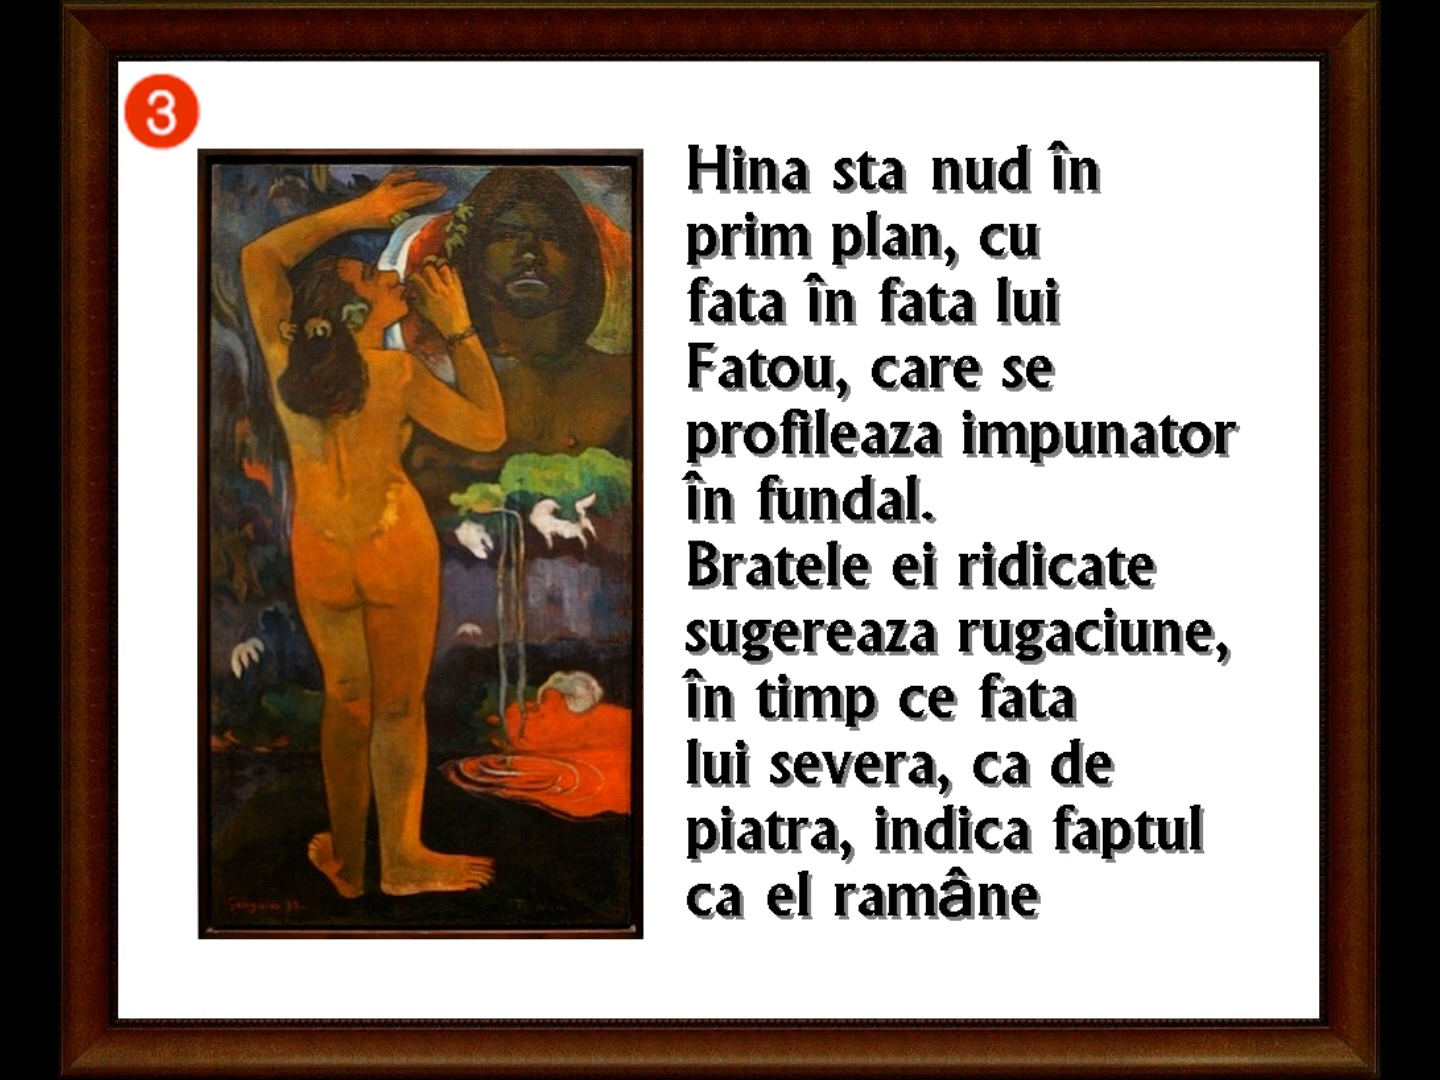 3
Hina sta nud în
prim plan, cu
fata în fata lui
Fatou, care se
profileaza impunator
în fundal.
Bratele ei ridicate
sugereaza rugaciune,
în timp ce fata
lui severa, ca de
piatra, indica faptul
ca el ramâne